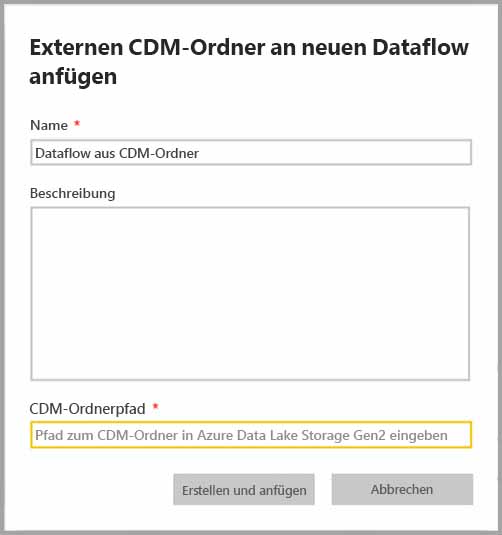 Externen CDM-Ordner an neuen Dataflow
anfügen
Name *
Dataflow aus CDM-Ordner
Beschreibung
CDM-Ordnerpfad *
Pfad zum CDM-Ordner in Azure Data Lake Storage Gen2 eingeben
Erstellen und anfügen Abbrechen